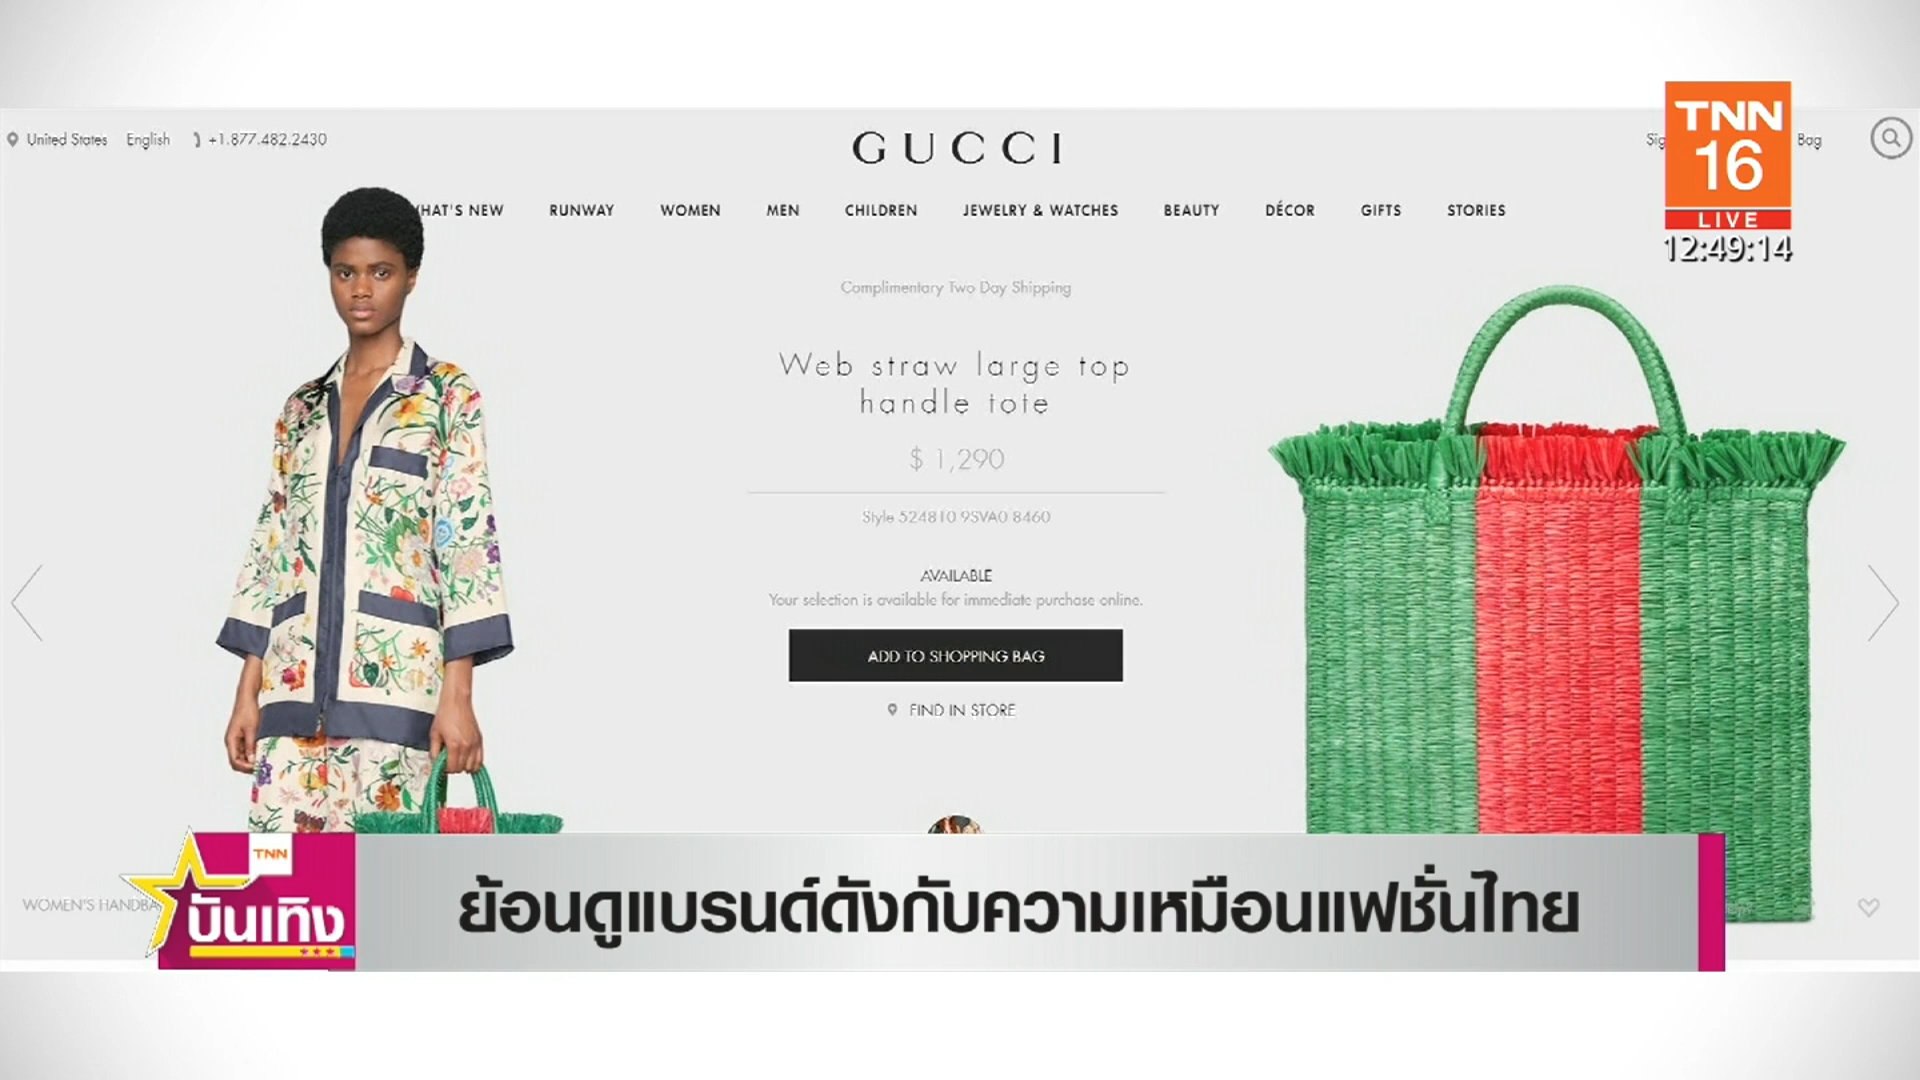 United States English +1.877.482.2430
GUCCI
Bag
TNN
16
LIVE
12:49:14
WHAT'S NEW RUNWAY WOMEN MEN CHILDREN JEWELRY & WATCHES BEAUTY DÉCOR GIFTS STORIES
Complimentary Two Day Shipping
Web straw large top
handle tote
$ 1,290
Style 524810 9SVA0 8460
AVAILABLE
Your selection is available for immediate purchase online.
ADD TO SHOPPING BAG
FIND IN STORE
WOMEN'S
TNN
บันเทิง
ย้อนดูแบรนด์ดังกับความเหมือนแฟชั่นไทย